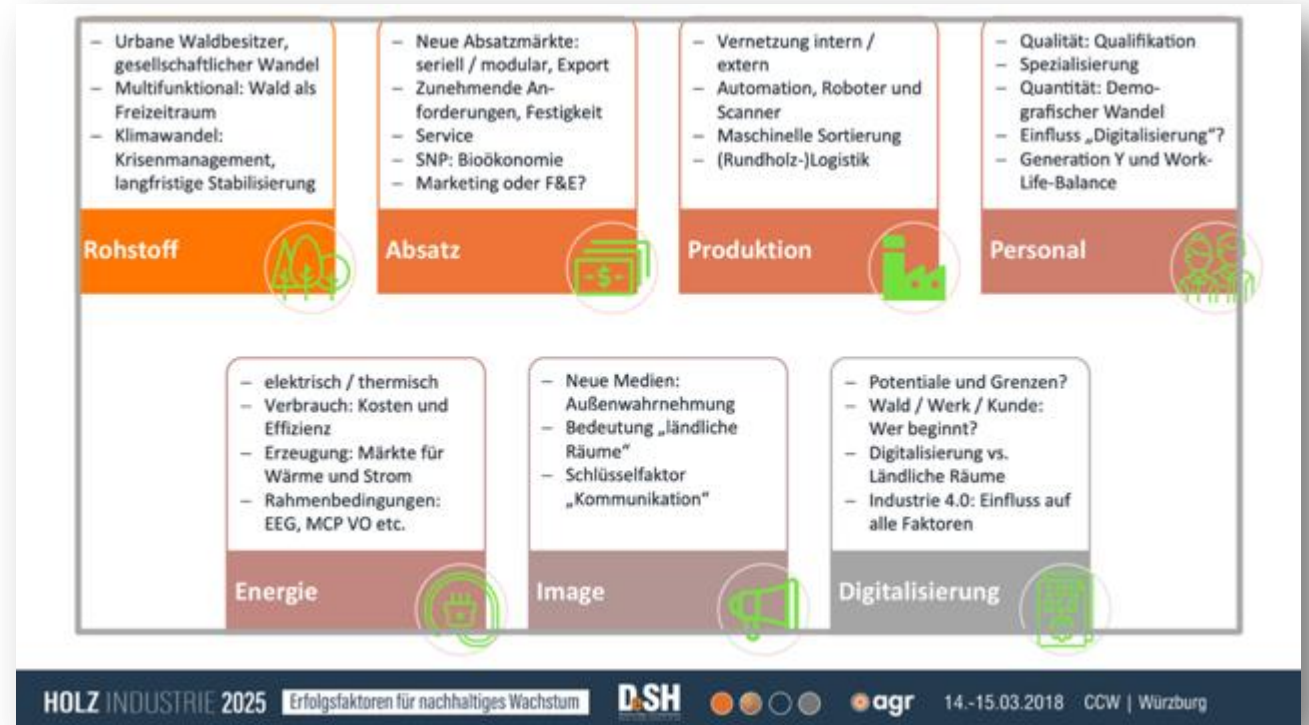 – Urbane Waldbesitzer,
gesellschaftlicher Wandel
– Multifunktional: Wald als
Freizeitraum
– Klimawandel:
Krisenmanagement,
langfristige Stabilisierung
Rohstoff
– Neue Absatzmärkte:
seriell / modular, Export
– Zunehmende An-
forderungen, Festigkeit
– Service
– SNP: Bioökonomie
– Marketing oder F&E?
Absatz
-$-
– Vernetzung intern /
extern
– Automation, Roboter und
Scanner
– Maschinelle Sortierung
– (Rundholz-)Logistik
Produktion
– Qualität: Qualifikation
– Spezialisierung
– Quantität: Demo-
grafischer Wandel
– Einfluss „Digitalisierung“?
– Generation Y und Work-
Life-Balance
Personal
– elektrisch / thermisch
– Verbrauch: Kosten und
Effizienz
– Erzeugung: Märkte für
Wärme und Strom
– Rahmenbedingungen:
EEG, MCP VO etc.
Energie
– Neue Medien:
Außenwahrnehmung
– Bedeutung „ländliche
Räume“
– Schlüsselfaktor
„Kommunikation“
Image
– Potentiale und Grenzen?
– Wald / Werk / Kunde:
Wer beginnt?
– Digitalisierung vs.
Ländliche Räume
– Industrie 4.0: Einfluss auf
alle Faktoren
Digitalisierung
HOLZ INDUSTRIE 2025 Erfolgsfaktoren für nachhaltiges Wachstum DeSH agr 14.-15.03.2018 CCW | Würzburg